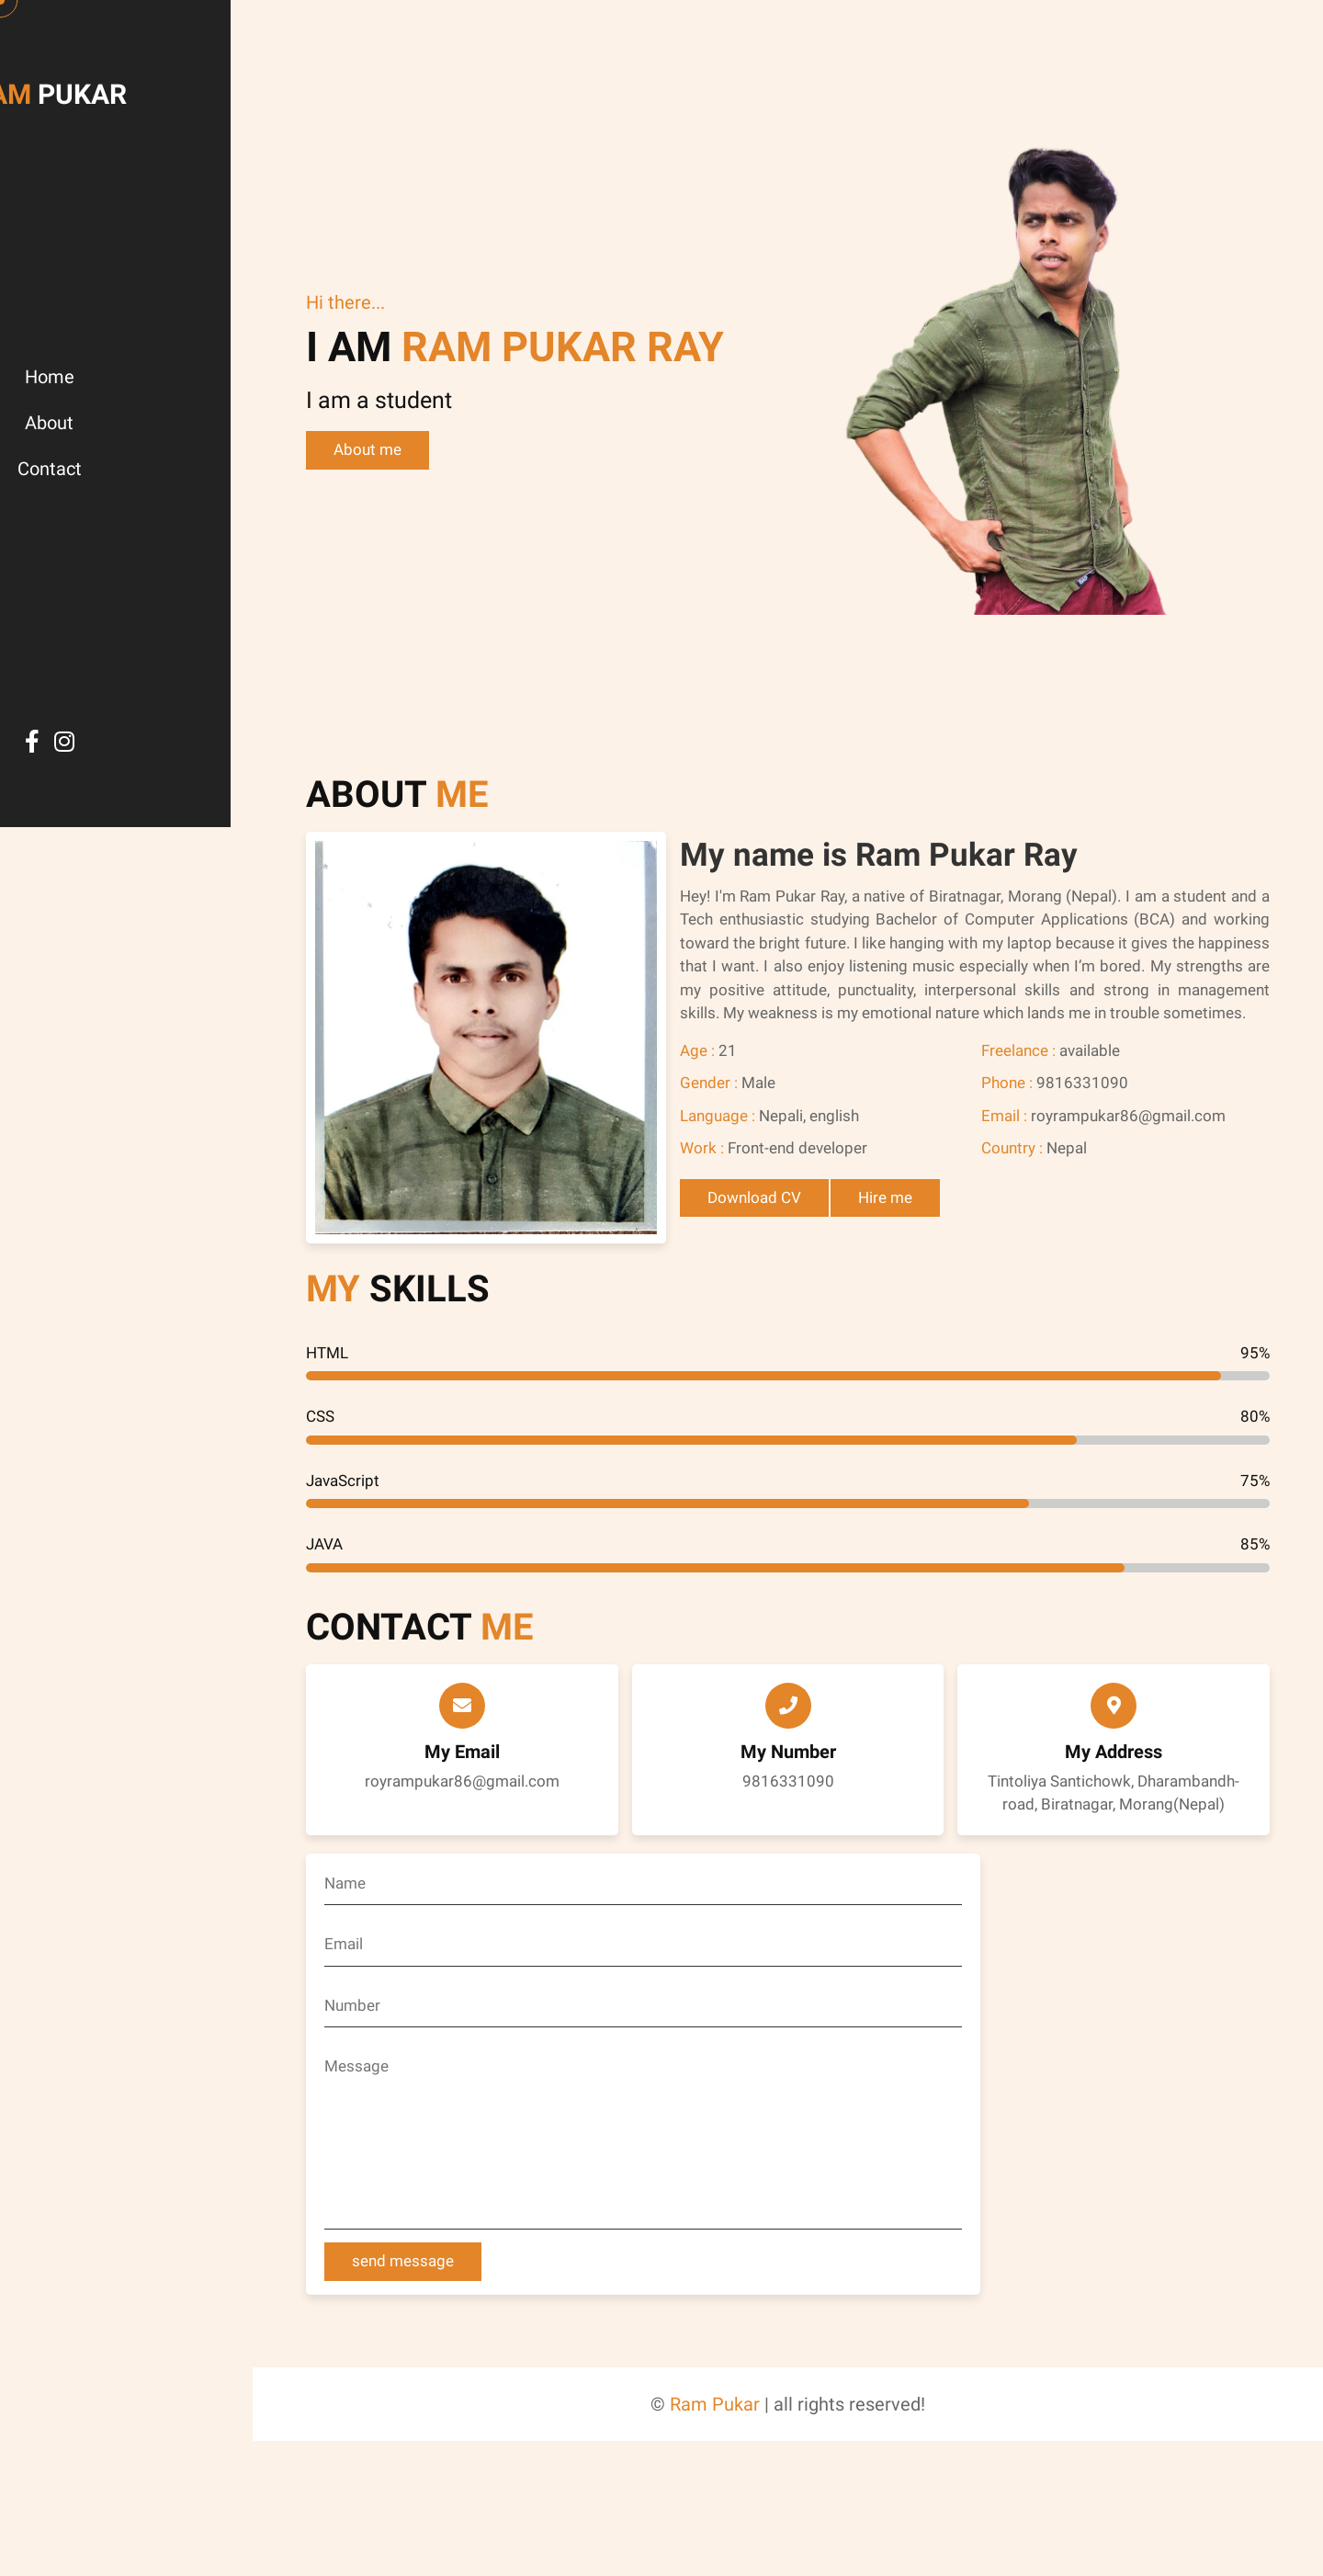 AM PUKAR
Home
About
Contact
Hi there...
I AM RAM PUKAR RAY
I am a student
About me
ABOUT ME
My name is Ram Pukar Ray
Hey! I'm Ram Pukar Ray, a native of Biratnagar, Morang (Nepal). I am a student and a
Tech enthusiastic studying Bachelor of Computer Applications (BCA) and working
toward the bright future. I like hanging with my laptop because it gives the happiness
that I want. I also enjoy listening music especially when I’m bored. My strengths are
my positive attitude, punctuality, interpersonal skills and strong in management
skills. My weakness is my emotional nature which lands me in trouble sometimes.
Age : 21
Gender : Male
Language : Nepali, english
Work : Front-end developer
Freelance : available
Phone : 9816331090
Email : royrampukar86@gmail.com
Country : Nepal
Download CV
Hire me
MY SKILLS
HTML 95%
CSS 80%
JavaScript 75%
JAVA 85%
CONTACT ME
My Email
royrampukar86@gmail.com
My Number
9816331090
My Address
Tintoliya Santichowk, Dharambandh-
road, Biratnagar, Morang(Nepal)
Name
Email
Number
Message
send message
© Ram Pukar | all rights reserved!